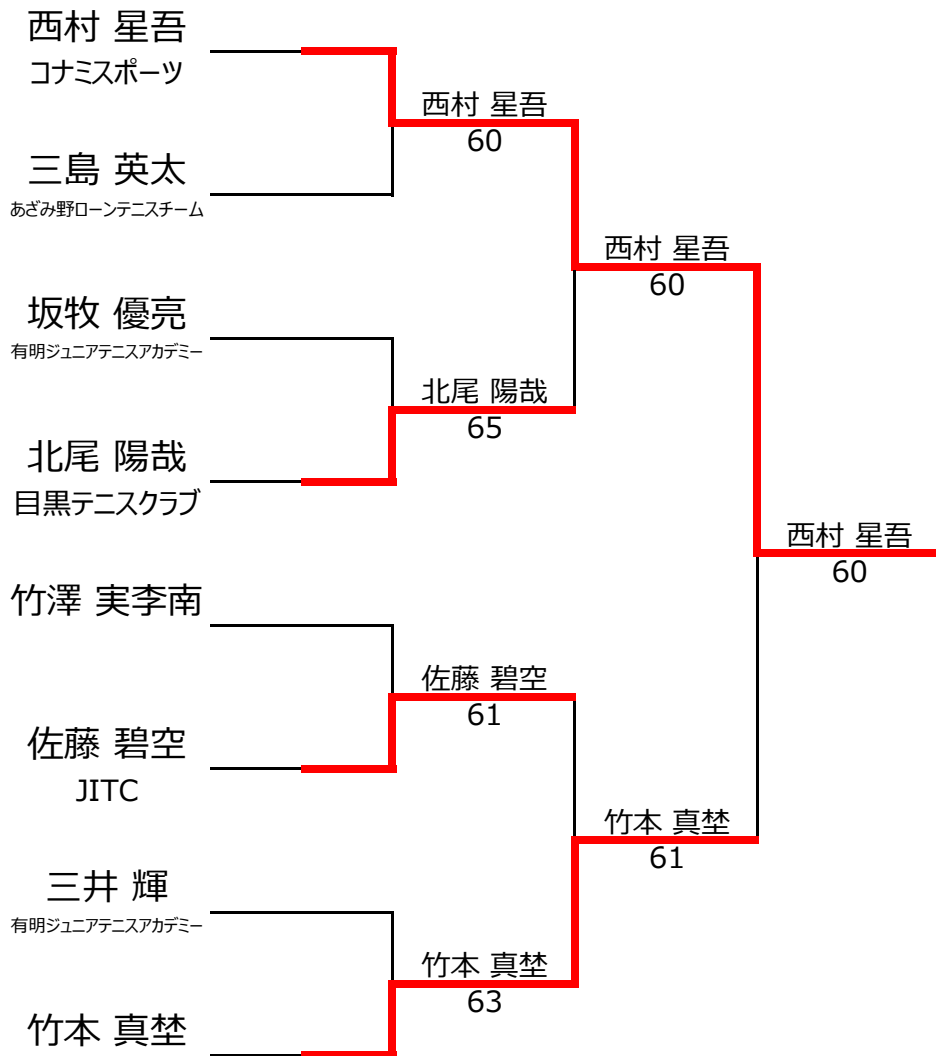 西村 星吾
コナミスポーツ
西村 星吾
60
三島 英太
あざみ野ローンテニスチーム
西村 星吾
60
坂牧 優亮
有明ジュニアテニスアカデミー
北尾 陽哉
65
北尾 陽哉
目黒テニスクラブ
西村 星吾
60
竹澤 実李南
佐藤 碧空
61
佐藤 碧空
JITC
竹本 真埜
61
三井 輝
有明ジュニアテニスアカデミー
竹本 真埜
63
竹本 真埜